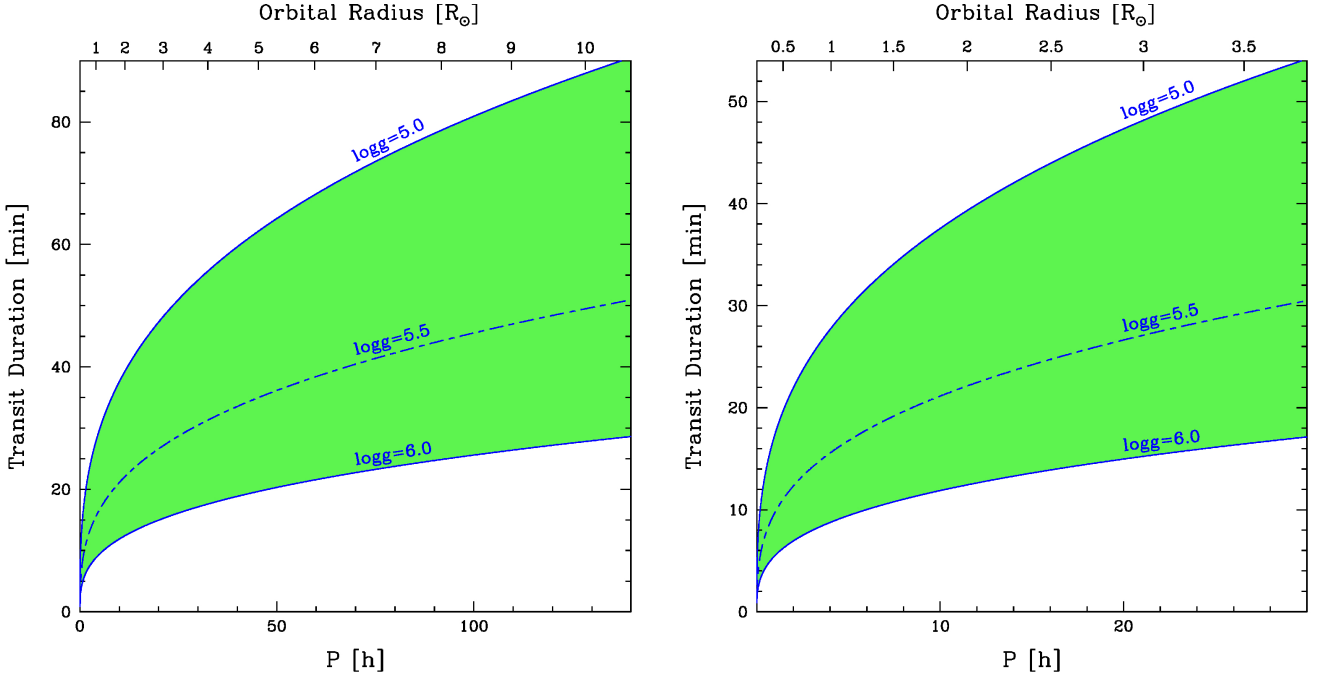 Orbital Radius [R⊙]
1 2 3 4 5 6 7 8 9 10
80
60
40
20
0
Transit Duration [min]
logg=5.0
logg=5.5
logg=6.0
0 50 100
P [h]
Orbital Radius [R⊙]
0.5 1 1.5 2 2.5 3 3.5
50
40
30
20
10
0
Transit Duration [min]
logg=5.0
logg=5.5
logg=6.0
10 20
P [h]